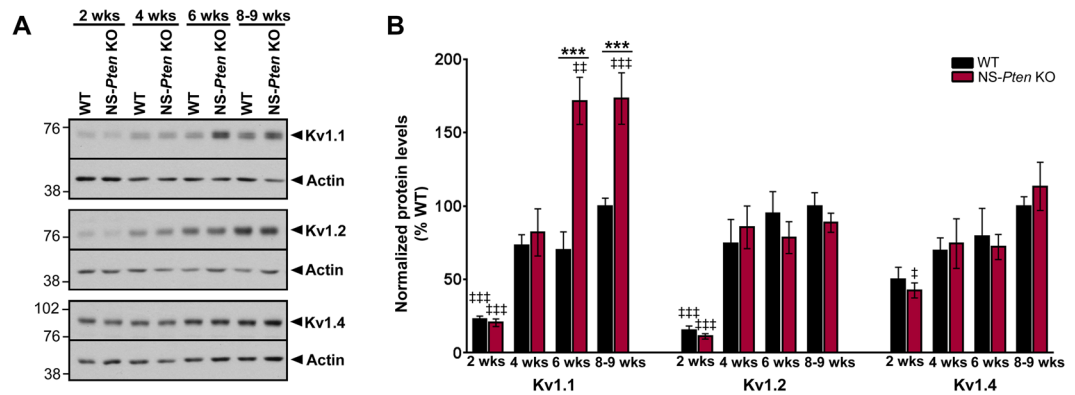 A
2 wks 4 wks 6 wks 8-9 wks
WT NS-Pten KO WT NS-Pten KO WT NS-Pten KO WT NS-Pten KO
76 Kv1.1
38 Actin
76 Kv1.2
38 Actin
102
76 Kv1.4
38 Actin
B
WT
NS-Pten KO
Normalized protein levels
(% WT)
200
150
100
50
0
*** ***
‡‡ ‡‡‡
‡‡‡ ‡‡‡
‡‡‡ ‡‡‡
‡
2 wks 4 wks 6 wks 8-9 wks 2 wks 4 wks 6 wks 8-9 wks 2 wks 4 wks 6 wks 8-9 wks
Kv1.1 Kv1.2 Kv1.4